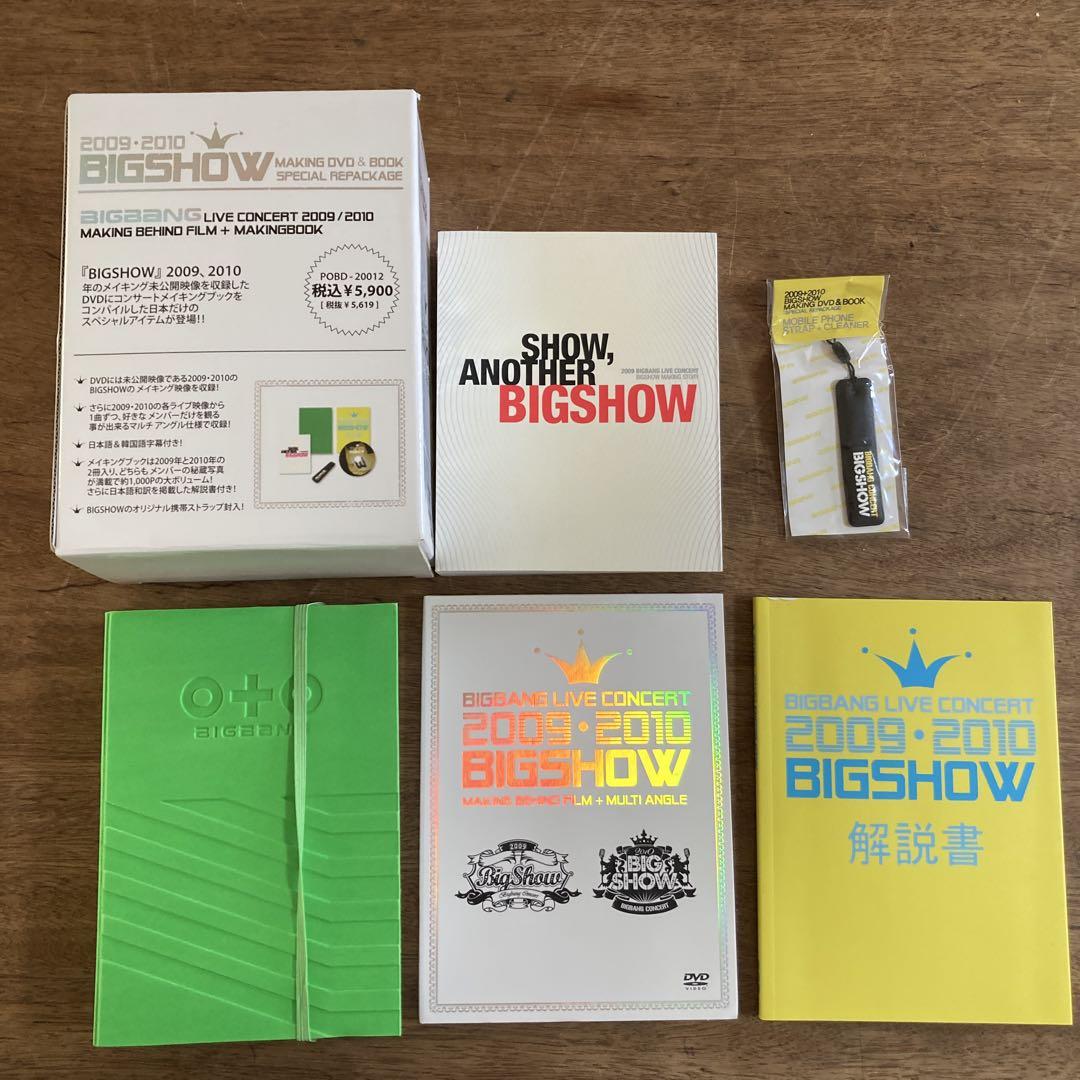 2009・2010
BIGSHOW
MAKING DVD & BOOK
SPECIAL REPACKAGE
BIGBANG LIVE CONCERT 2009/2010
MAKING BEHIND FILM + MAKINGBOOK
『BIGSHOW』2009、2010
年のメイキング未公開映像を収録した
DVDにコンサートメイキングブックを
コンパイルした日本だけの
スペシャルアイテムが登場!!
POBD - 20012
税込¥5,900
[ 税抜¥5,619 ]
DVDには未公開映像である2009・2010の
BIGSHOWの メイキング映像を収録!
さらに2009・2010の各ライブ映像から
1曲ずつ、好きな メンバーだけを観る
事が出来るマルチ アングル仕様で収録!
日本語&韓国語字幕付き!
メイキングブックは2009年と2010年の
2冊入り、どちらもメンバーの秘蔵写真
が満載で約1,000Pの大ボリューム!
さらに日本語和訳を掲載した解説書付き!
BIGSHOWのオリジナル携帯ストラップ封入!
SHOW,
ANOTHER
2009 BIGBANG LIVE CONCERT
BIGSHOW MAKING STORY
BIGSHOW
2009+2010
BIGSHOW
MAKING DVD & BOOK
SPECIAL REPACKAGE
MOBILE PHONE
STRAP + CLEANER
BIGBANG CONCERT
BIGSHOW
BIGBANG
BIGBANG LIVE CONCERT
2009・2010
BIGSHOW
MAKING BEHIND FILM + MULTI ANGLE
2009
BigShow
Bigbang Concert
2010
BIG
SHOW
BIGBANG CONCERT
DVD
VIDEO
BIGBANG LIVE CONCERT
2009・2010
BIGSHOW
解説書